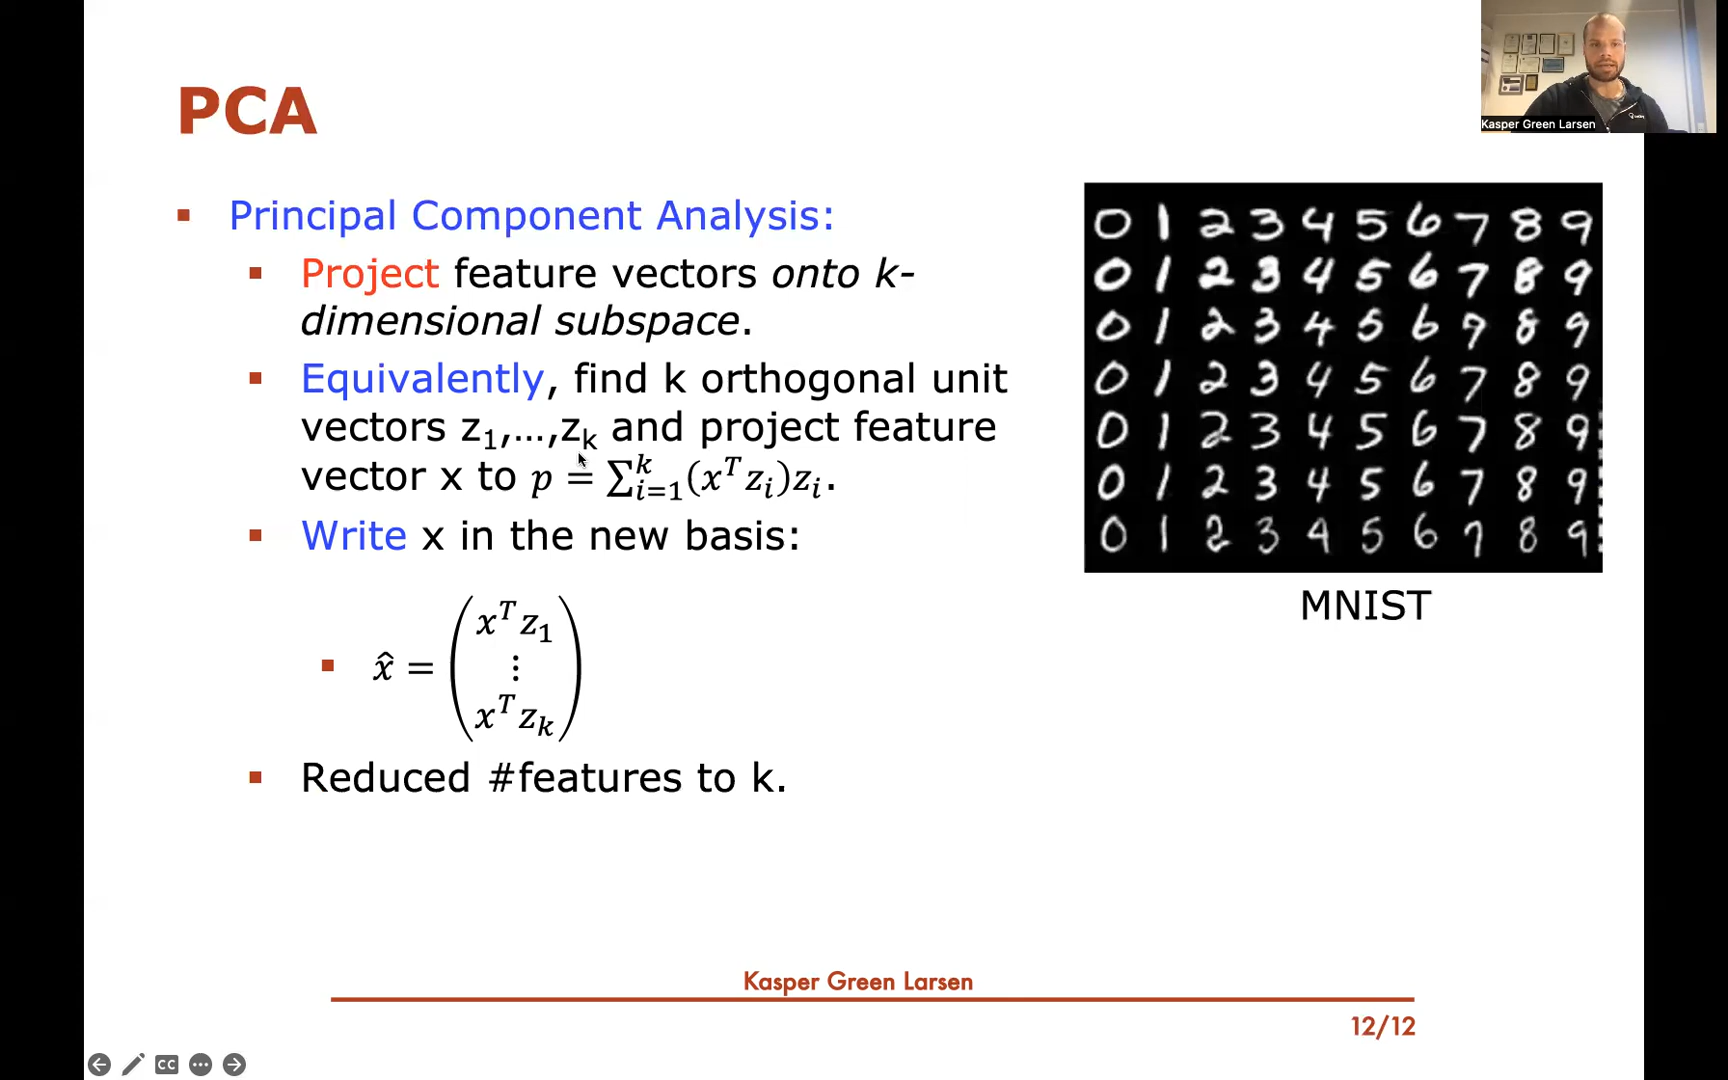 Kasper Green Larsen
PCA
▪ Principal Component Analysis:
▪ Project feature vectors onto k-
dimensional subspace.
▪ Equivalently, find k orthogonal unit
vectors z₁,…,zₖ and project feature
vector x to p = ∑ᵢ₌₁ᵏ(xᵀzᵢ)zᵢ.
▪ Write x in the new basis:
▪ x̂ = (xᵀz₁
⋮
xᵀzₖ)
▪ Reduced #features to k.
0 1 2 3 4 5 6 7 8 9
0 1 2 3 4 5 6 7 8 9
0 1 2 3 4 5 6 7 8 9
0 1 2 3 4 5 6 7 8 9
0 1 2 3 4 5 6 7 8 9
0 1 2 3 4 5 6 7 8 9
0 1 2 3 4 5 6 7 8 9
MNIST
Kasper Green Larsen
12/12
CC